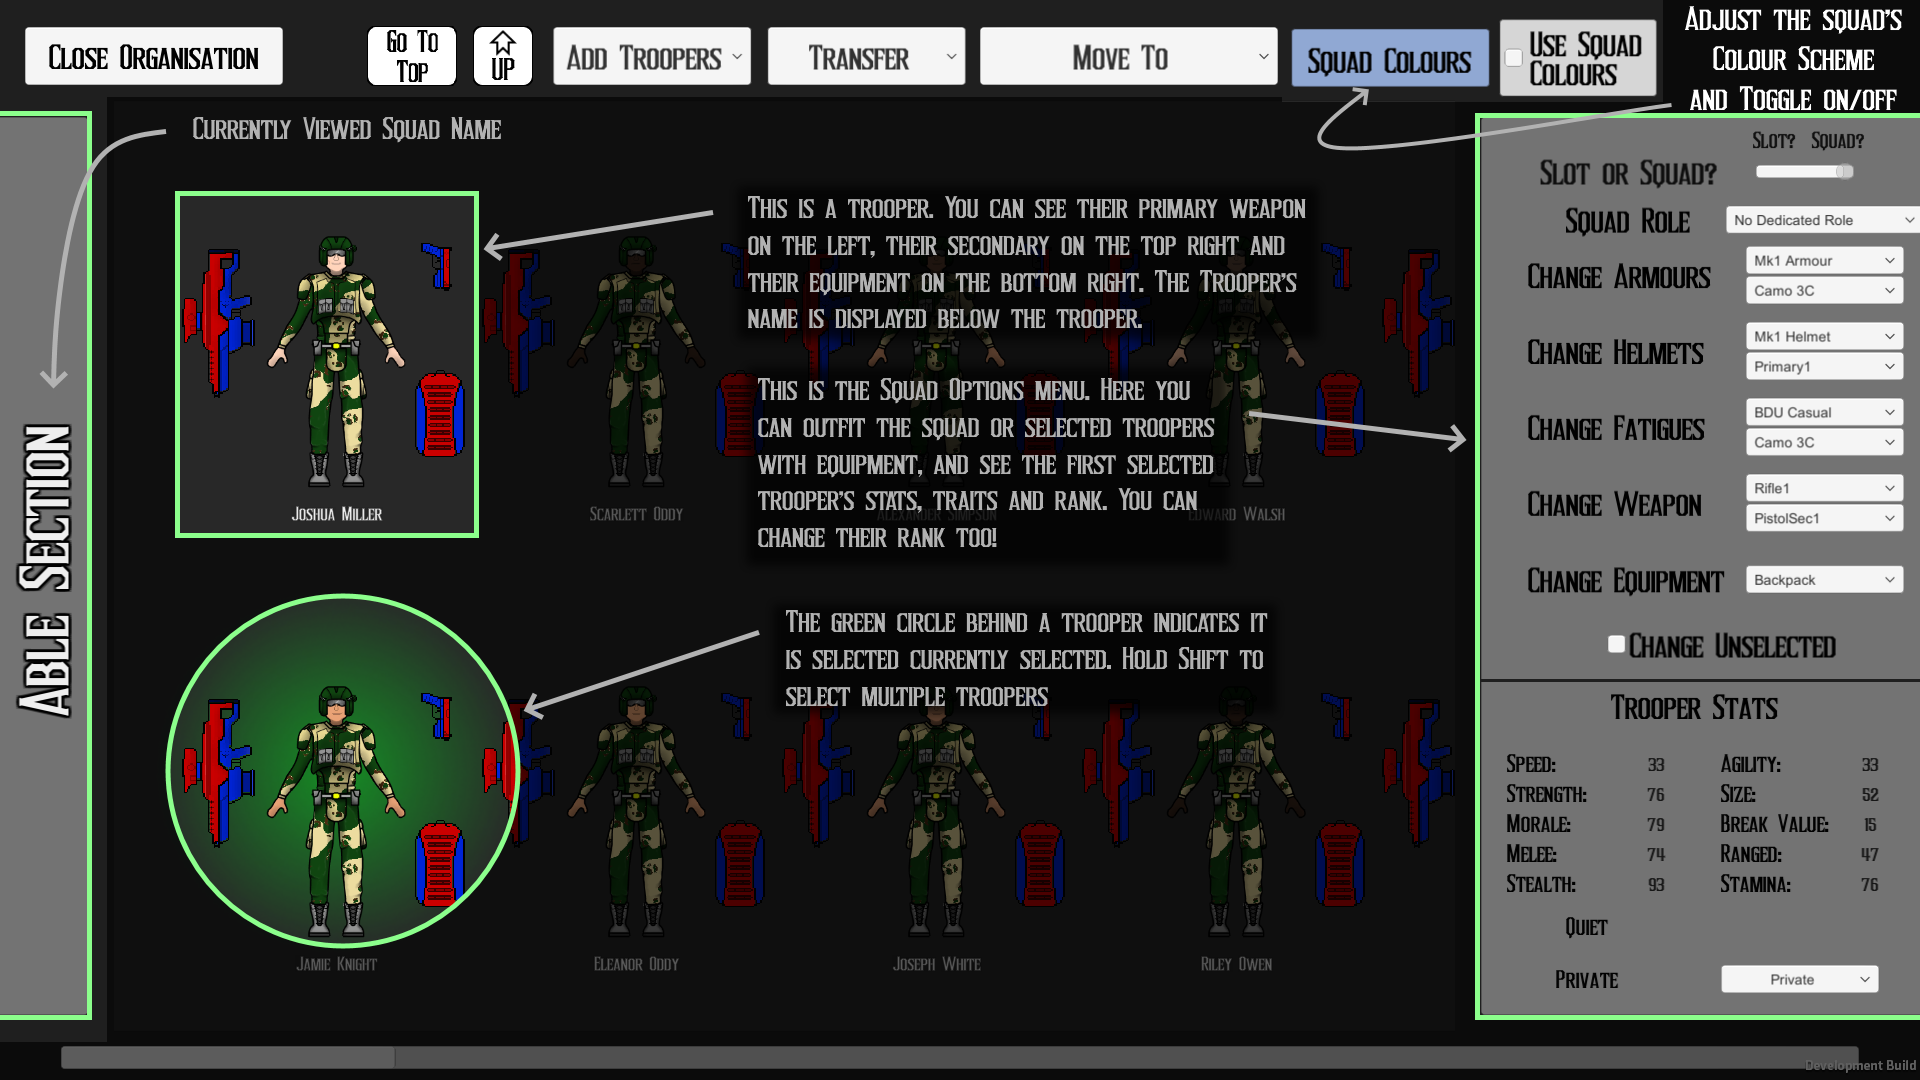 Close Organisation
Go To
Top
UP
Add Troopers
Transfer
Move To
Squad Colours
Use Squad
Colours
Adjust the squad's
Colour Scheme
and Toggle on/off
Currently Viewed Squad Name
Able Section
This is a trooper. You can see their primary weapon
on the left, their secondary on the top right and
their equipment on the bottom right. The Trooper's
name is displayed below the trooper.
This is the Squad Options menu. Here you
can outfit the squad or selected troopers
with equipment, and see the first selected
trooper's stats, traits and rank. You can
change their rank too!
Joshua Miller
Scarlett Oddy
Alexander Simpson
Edward Walsh
The green circle behind a trooper indicates it
is selected currently selected. Hold Shift to
select multiple troopers
Jamie Knight
Eleanor Oddy
Joseph White
Riley Owen
Slot? Squad?
Slot or Squad?
Squad Role
No Dedicated Role
Change Armours
Mk1 Armour
Camo 3C
Change Helmets
Mk1 Helmet
Primary1
Change Fatigues
BDU Casual
Camo 3C
Change Weapon
Rifle1
PistolSec1
Change Equipment
Backpack
Change Unselected
Trooper Stats
Speed: 33 Agility: 33
Strength: 76 Size: 52
Morale: 79 Break Value: 15
Melee: 74 Ranged: 47
Stealth: 93 Stamina: 76
Quiet
Private
Private
Development Build